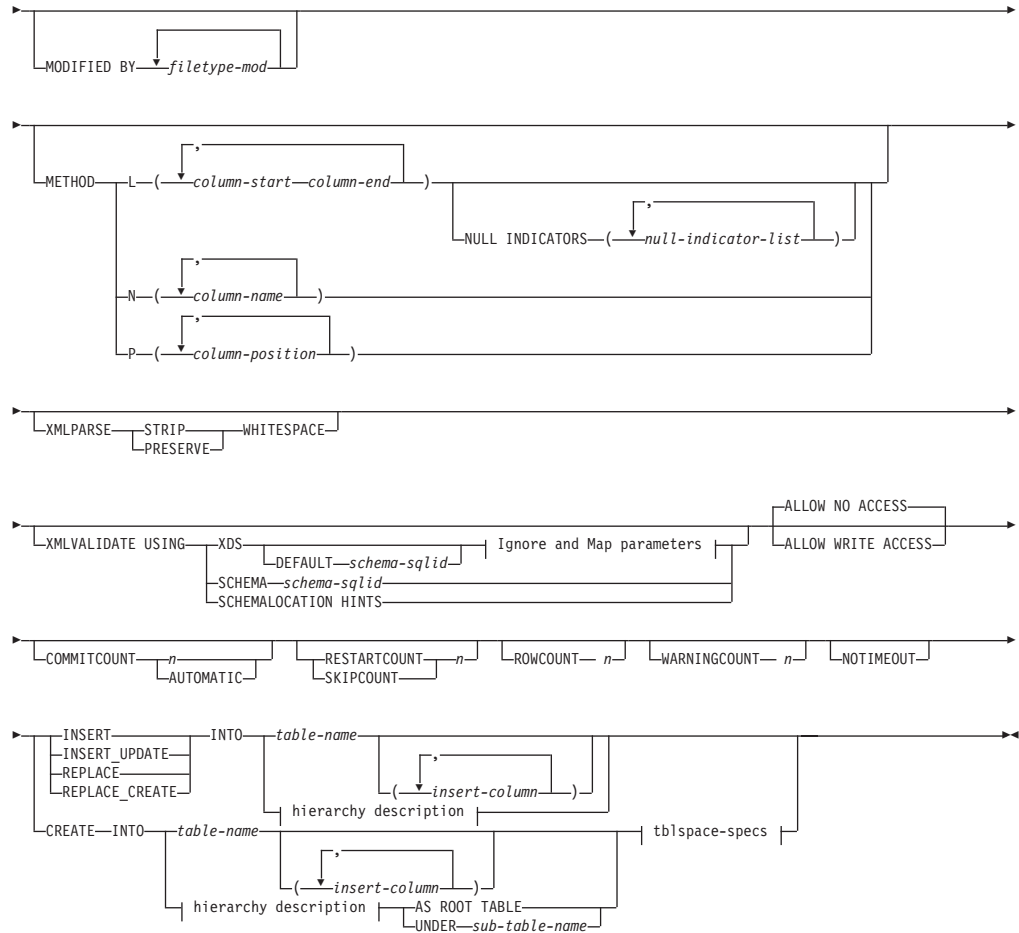 MODIFIED BY filetype-mod
,
METHOD L ( column-start column-end )
,
NULL INDICATORS ( null-indicator-list )
,
N ( column-name )
,
P ( column-position )
XMLPARSE STRIP WHITESPACE
PRESERVE
ALLOW NO ACCESS
XMLVALIDATE USING XDS Ignore and Map parameters ALLOW WRITE ACCESS
DEFAULT schema-sqlid
SCHEMA schema-sqlid
SCHEMALOCATION HINTS
COMMITCOUNT n RESTARTCOUNT n ROWCOUNT n WARNINGCOUNT n NOTIMEOUT
AUTOMATIC SKIPCOUNT
INSERT INTO table-name
INSERT_UPDATE ,
REPLACE ( insert-column )
REPLACE_CREATE hierarchy description
CREATE INTO table-name tblspace-specs
,
( insert-column )
hierarchy description AS ROOT TABLE
UNDER sub-table-name